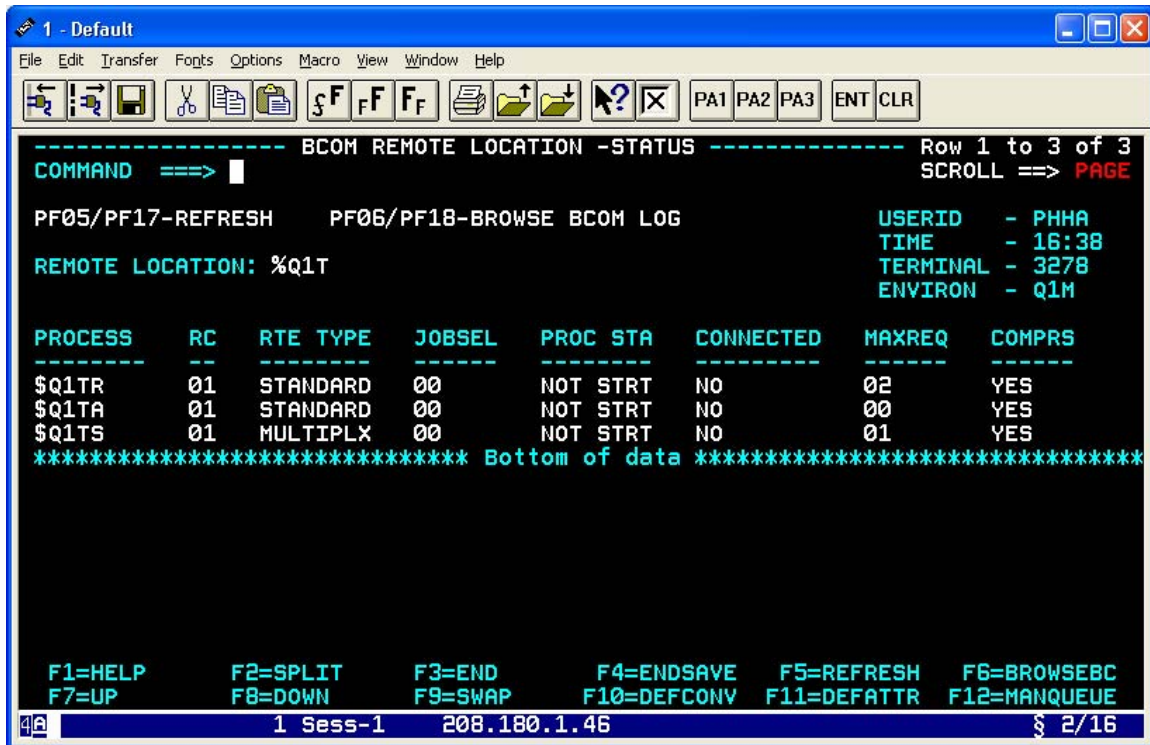 1 - Default
File Edit Transfer Fonts Options Macro View Window Help
PA1 PA2 PA3 ENT CLR
------------------ BCOM REMOTE LOCATION -STATUS -------------- Row 1 to 3 of 3
COMMAND ===> SCROLL ==> PAGE
PF05/PF17-REFRESH PF06/PF18-BROWSE BCOM LOG USERID - PHHA
TIME - 16:38
REMOTE LOCATION: %Q1T TERMINAL - 3278
ENVIRON - Q1M
PROCESS RC RTE TYPE JOBSEL PROC STA CONNECTED MAXREQ COMPRS
-------- -- -------- ------ -------- --------- ------ ------
$Q1TR 01 STANDARD 00 NOT STRT NO 02 YES
$Q1TA 01 STANDARD 00 NOT STRT NO 00 YES
$Q1TS 01 MULTIPLX 00 NOT STRT NO 01 YES
******************************* Bottom of data ********************************
F1=HELP F2=SPLIT F3=END F4=ENDSAVE F5=REFRESH F6=BROWSEBC
F7=UP F8=DOWN F9=SWAP F10=DEFCONV F11=DEFATTR F12=MANQUEUE
4A 1 Sess-1 208.180.1.46 § 2/16